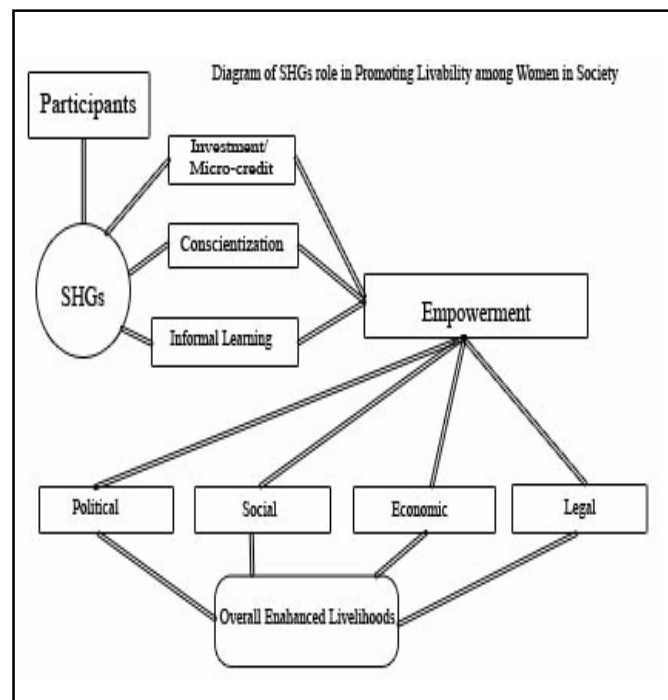 Diagram of SHGs role in Promoting Livability among Women in Society
Participants
Investment/
Micro-credit
Conscientization
SHGs
Informal Learning
Empowerment
Political
Social
Economic
Legal
Overall Enahanced Livelihoods